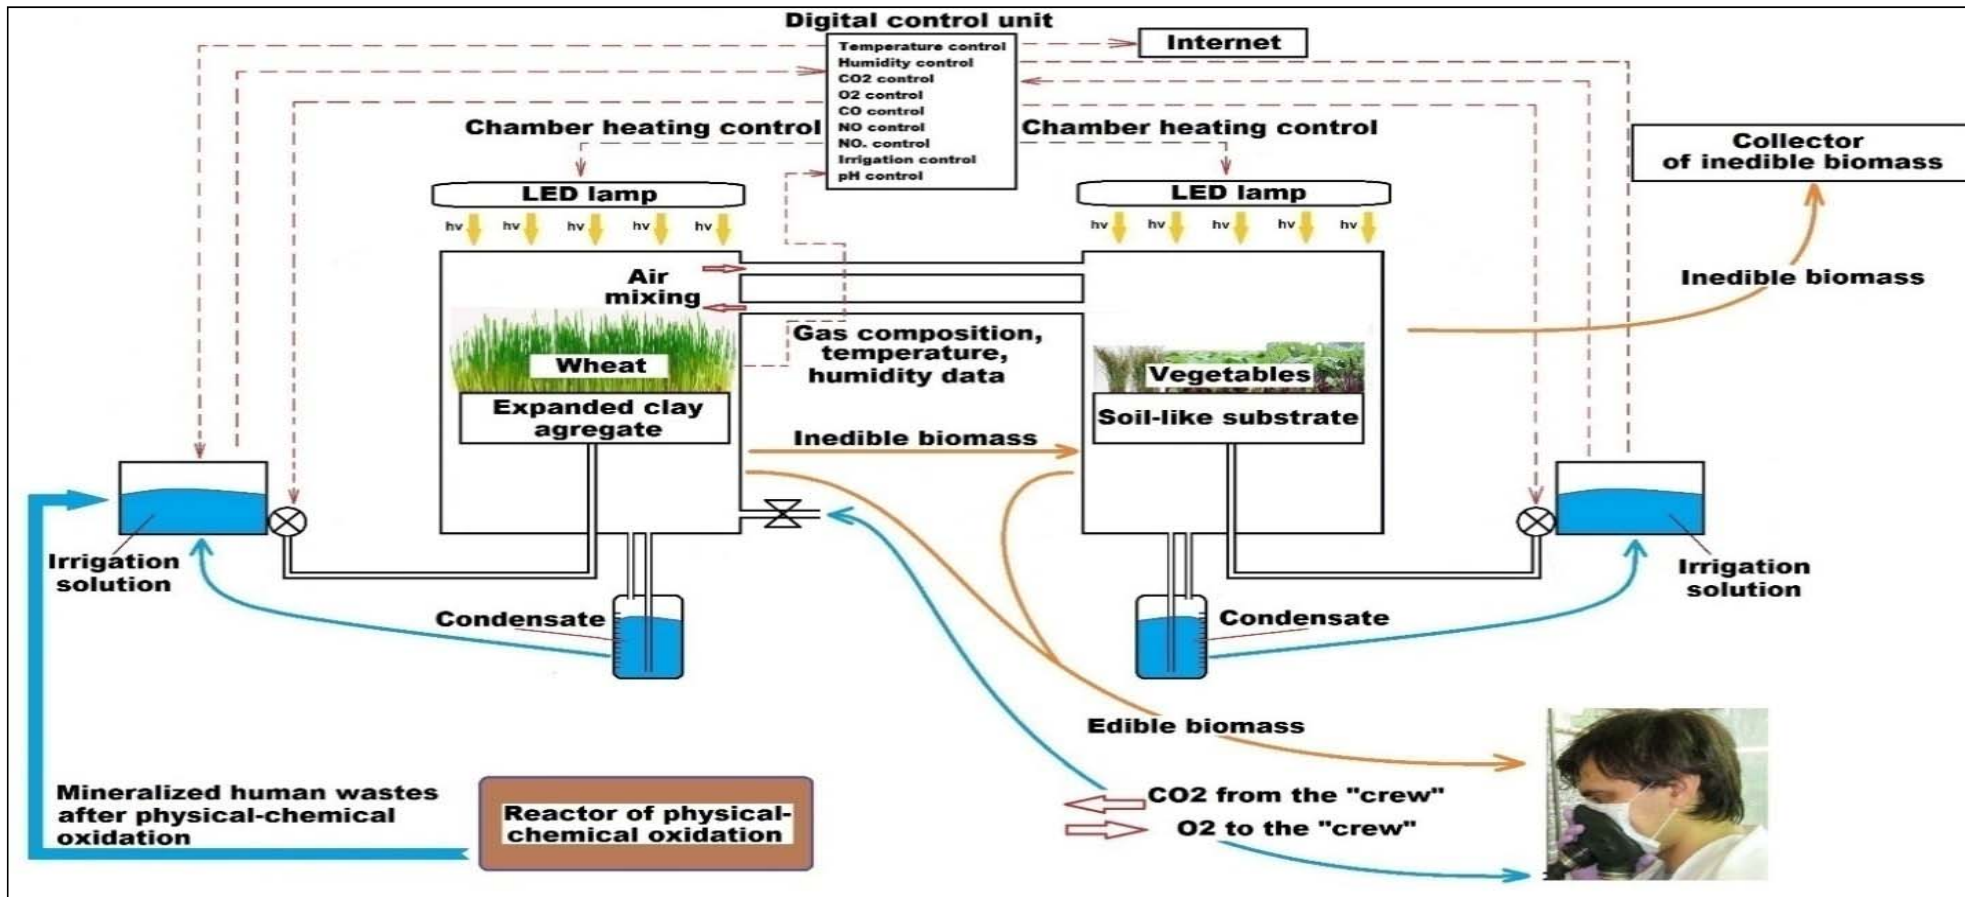 Digital control unit
Temperature control
Humidity control
CO2 control
O2 control
CO control
NO control
NO. control
Irrigation control
pH control
Internet
Chamber heating control
Chamber heating control
Collector
of inedible biomass
LED lamp
LED lamp
hv hv hv hv hv
hv hv hv hv hv
Air
mixing
Inedible biomass
Gas composition,
temperature,
humidity data
Wheat
Vegetables
Expanded clay
agregate
Soil-like substrate
Inedible biomass
Irrigation
solution
Irrigation
solution
Condensate
Condensate
Edible biomass
Mineralized human wastes
after physical-chemical
oxidation
Reactor of physical-
chemical oxidation
CO2 from the "crew"
O2 to the "crew"